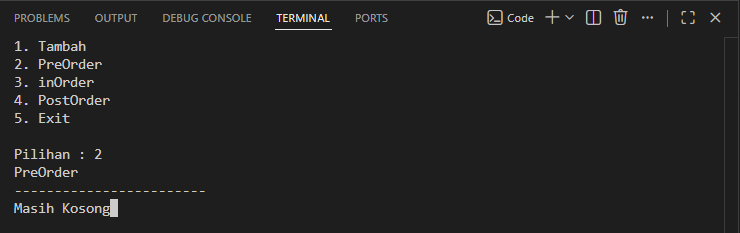 PROBLEMS OUTPUT DEBUG CONSOLE TERMINAL PORTS Code
1. Tambah
2. PreOrder
3. inOrder
4. PostOrder
5. Exit
Pilihan : 2
PreOrder
------------------------
Masih Kosong